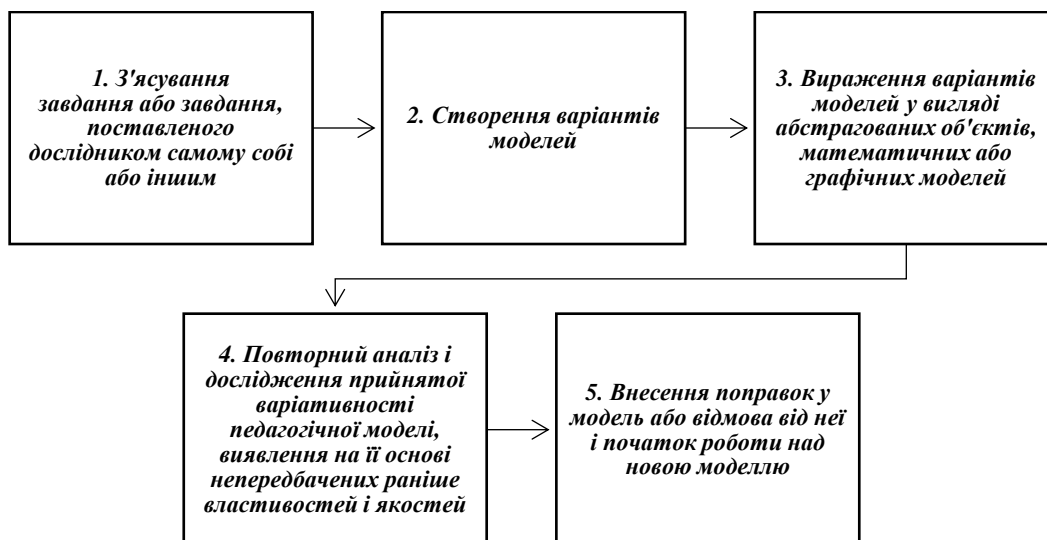 1. З'ясування
завдання або завдання,
поставленого
дослідником самому собі
або іншим
2. Створення варіантів
моделей
3. Вираження варіантів
моделей у вигляді
абстрагованих об'єктів,
математичних або
графічних моделей
4. Повторний аналіз і
дослідження прийнятої
варіативності
педагогічної моделі,
виявлення на її основі
непередбачених раніше
властивостей і якостей
5. Внесення поправок у
модель або відмова від неї
і початок роботи над
новою моделлю